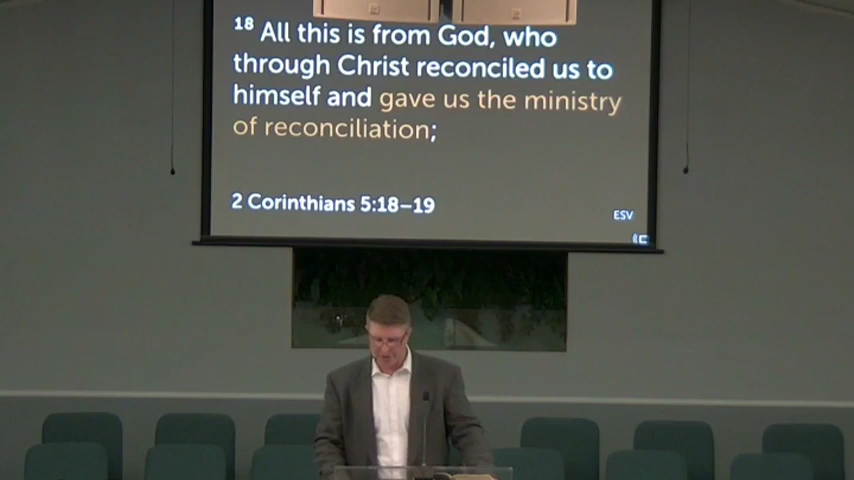 18 All this is from God, who
through Christ reconciled us to
himself and gave us the ministry
of reconciliation;
2 Corinthians 5:18–19
ESV